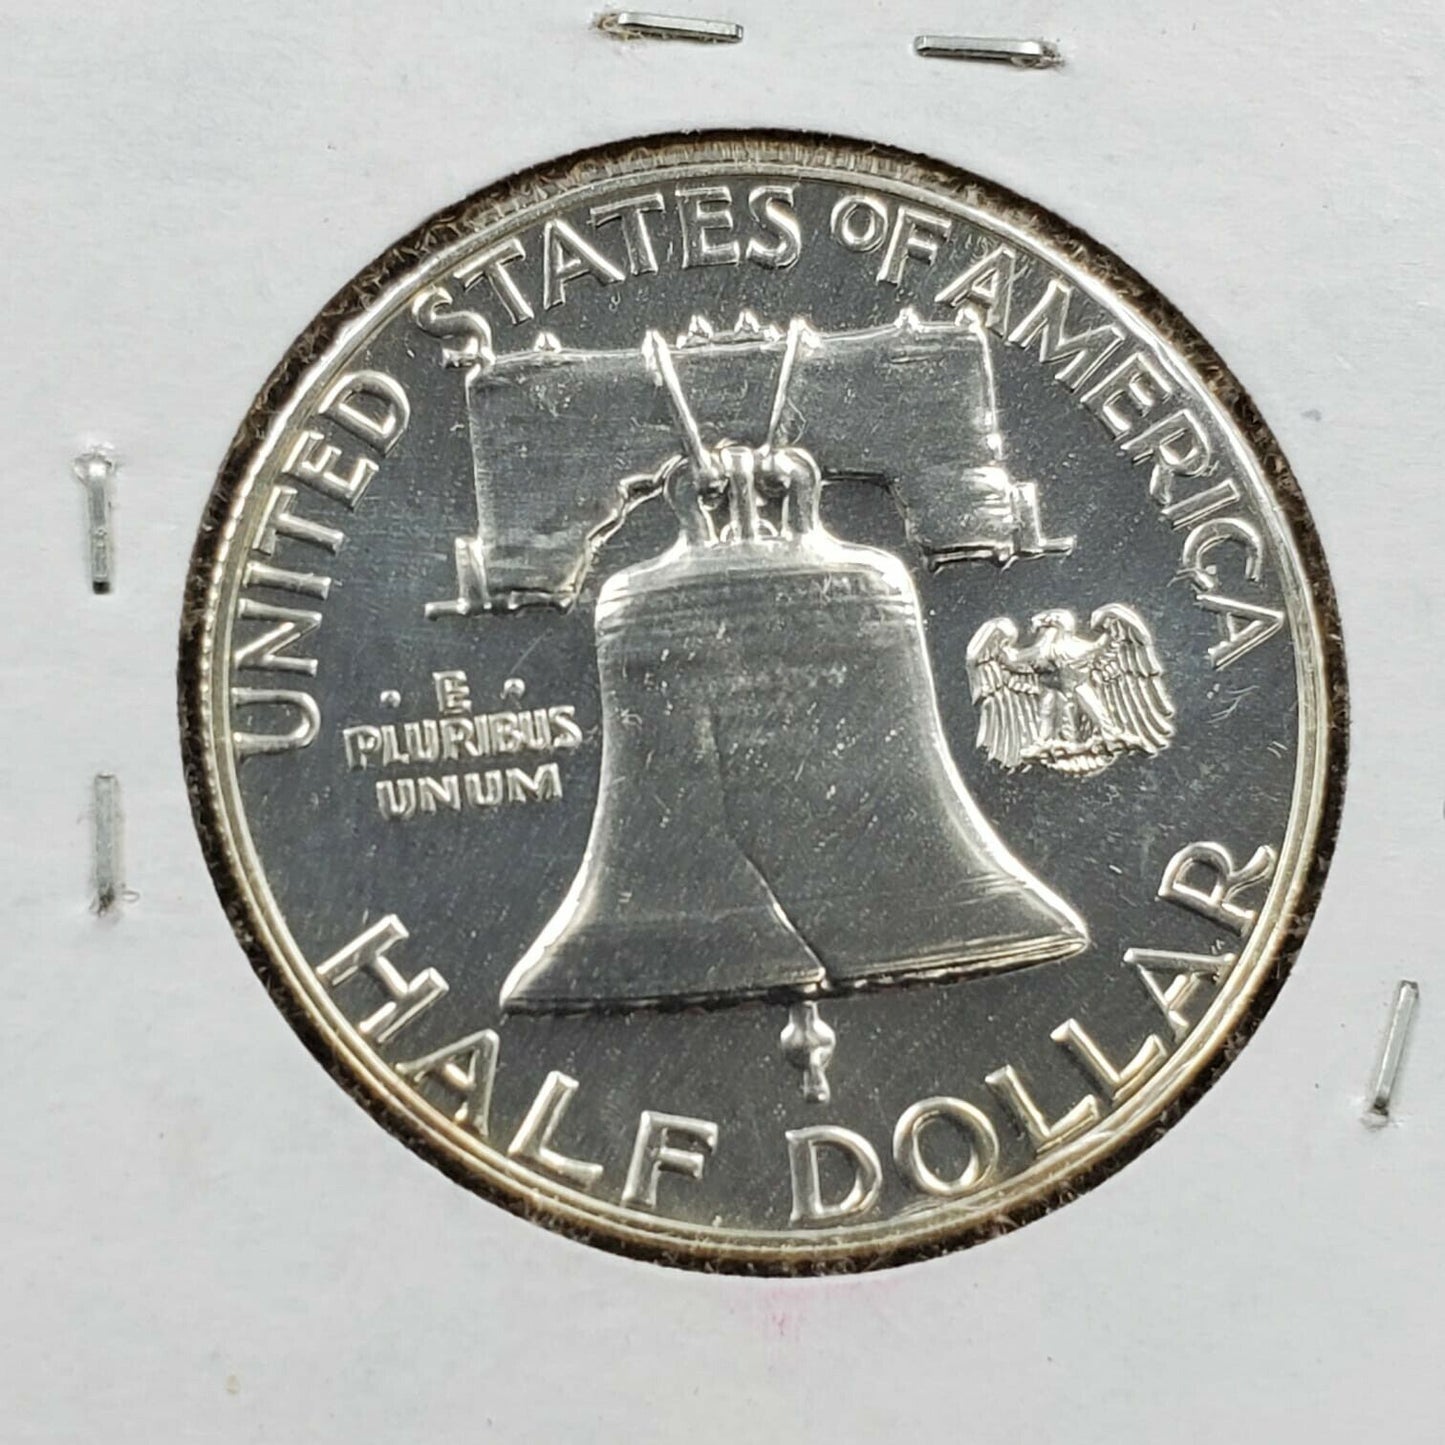 UNITED STATES OF AMERICA
· E ·
PLURIBUS
UNUM
HALF DOLLAR